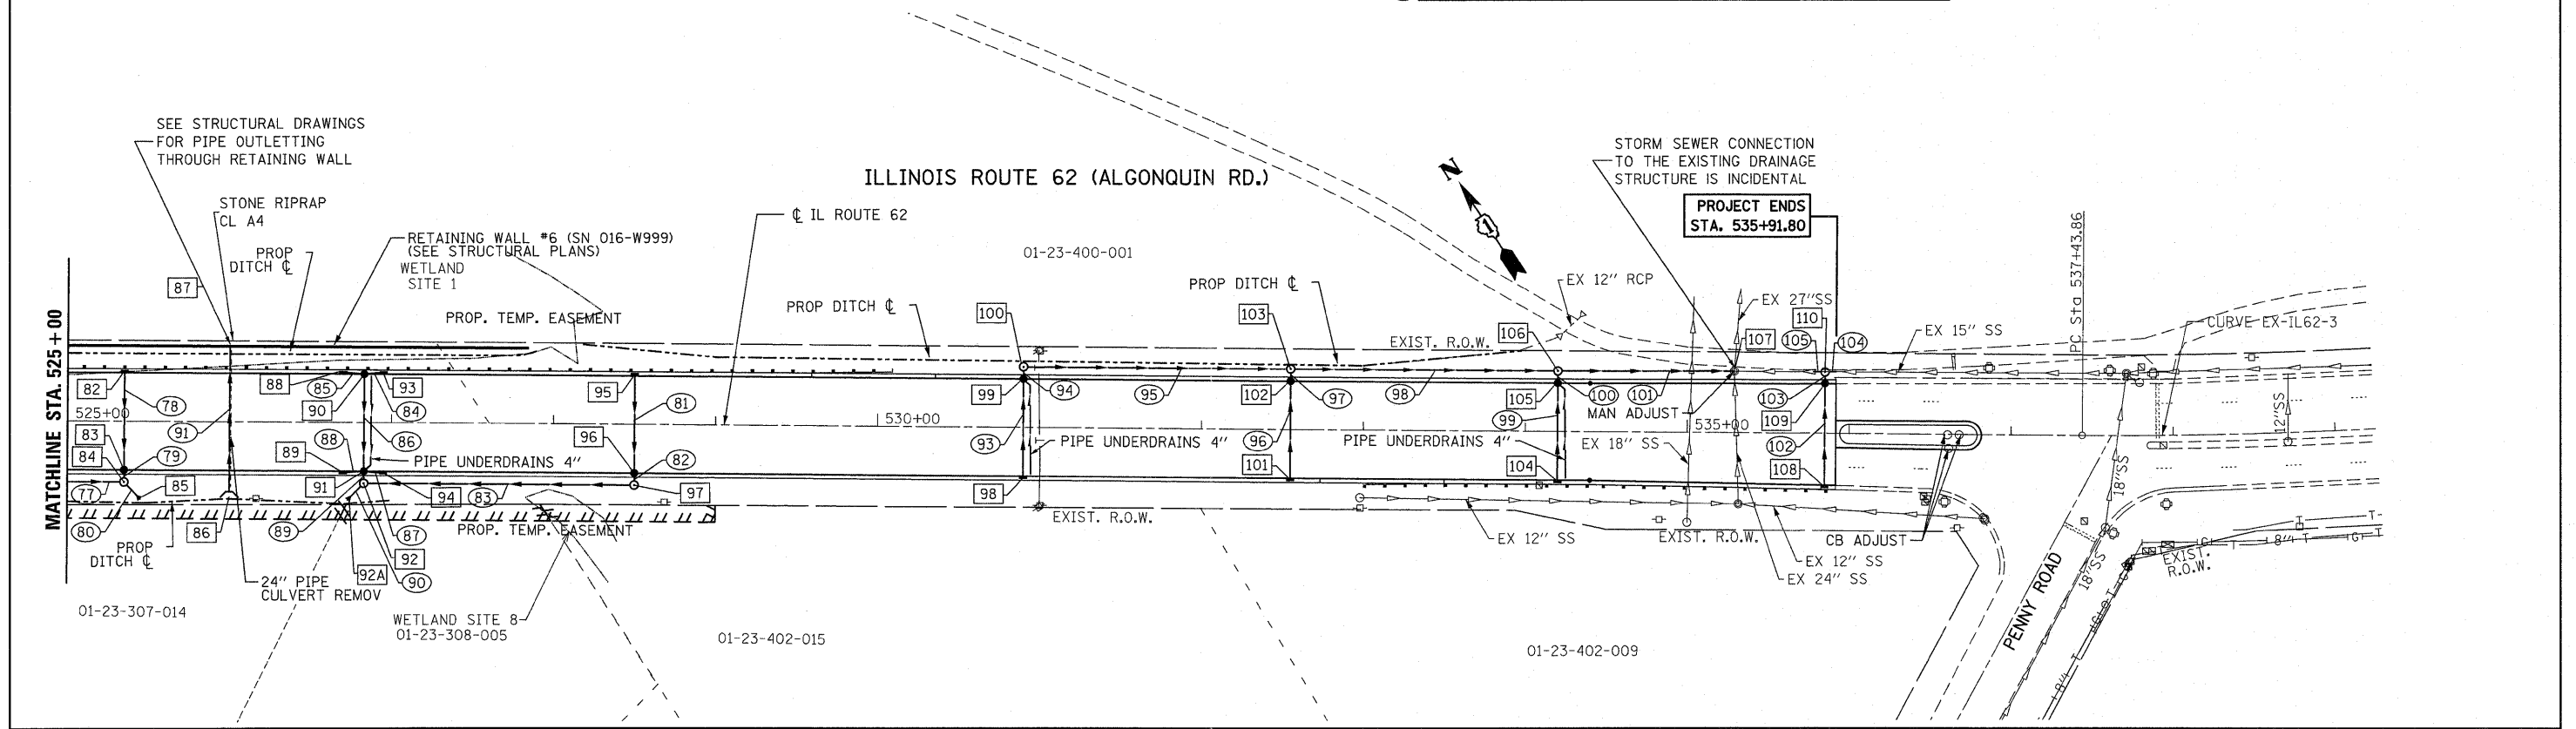 SEE STRUCTURAL DRAWINGS
FOR PIPE OUTLETTING
THROUGH RETAINING WALL
STONE RIPRAP
CL A4
PROP
DITCH ℄
RETAINING WALL #6 (SN 016-W999)
(SEE STRUCTURAL PLANS)
WETLAND
SITE 1
PROP. TEMP. EASEMENT
℄ IL ROUTE 62
ILLINOIS ROUTE 62 (ALGONQUIN RD.)
01-23-400-001
PROP DITCH ℄
PROP DITCH ℄
N
1
EX 12" RCP
STORM SEWER CONNECTION
TO THE EXISTING DRAINAGE
STRUCTURE IS INCIDENTAL
PROJECT ENDS
STA. 535+91.80
EX 27"SS
EX 15" SS
PC Sta 537+43.86
CURVE EX-IL62-3
EXIST. R.O.W.
MATCHLINE STA. 525+00
87
100
103
106
107
110
105
104
82
78
88
85
93
90
84
95
81
99
94
95
102
97
98
105
100
101
103
MAN ADJUST
525+00
530+00
535+00
83
84
79
91
88
86
89
96
93
96
99
109
102
12"SS
PIPE UNDERDRAINS 4"
PIPE UNDERDRAINS 4"
PIPE UNDERDRAINS 4"
EX 18" SS
77
85
91
94
83
82
97
98
101
104
108
18"SS
80
PROP
DITCH ℄
86
89
87
92
90
92A
PROP. TEMP. EASEMENT
EXIST. R.O.W.
EX 12" SS
EXIST. R.O.W.
CB ADJUST
EX 12" SS
EX 24" SS
24" PIPE
CULVERT REMOV
WETLAND SITE 8
01-23-308-005
01-23-307-014
01-23-402-015
01-23-402-009
PENNY ROAD
18"SS
EXIST.
R.O.W.
8"
T
G
T
8"